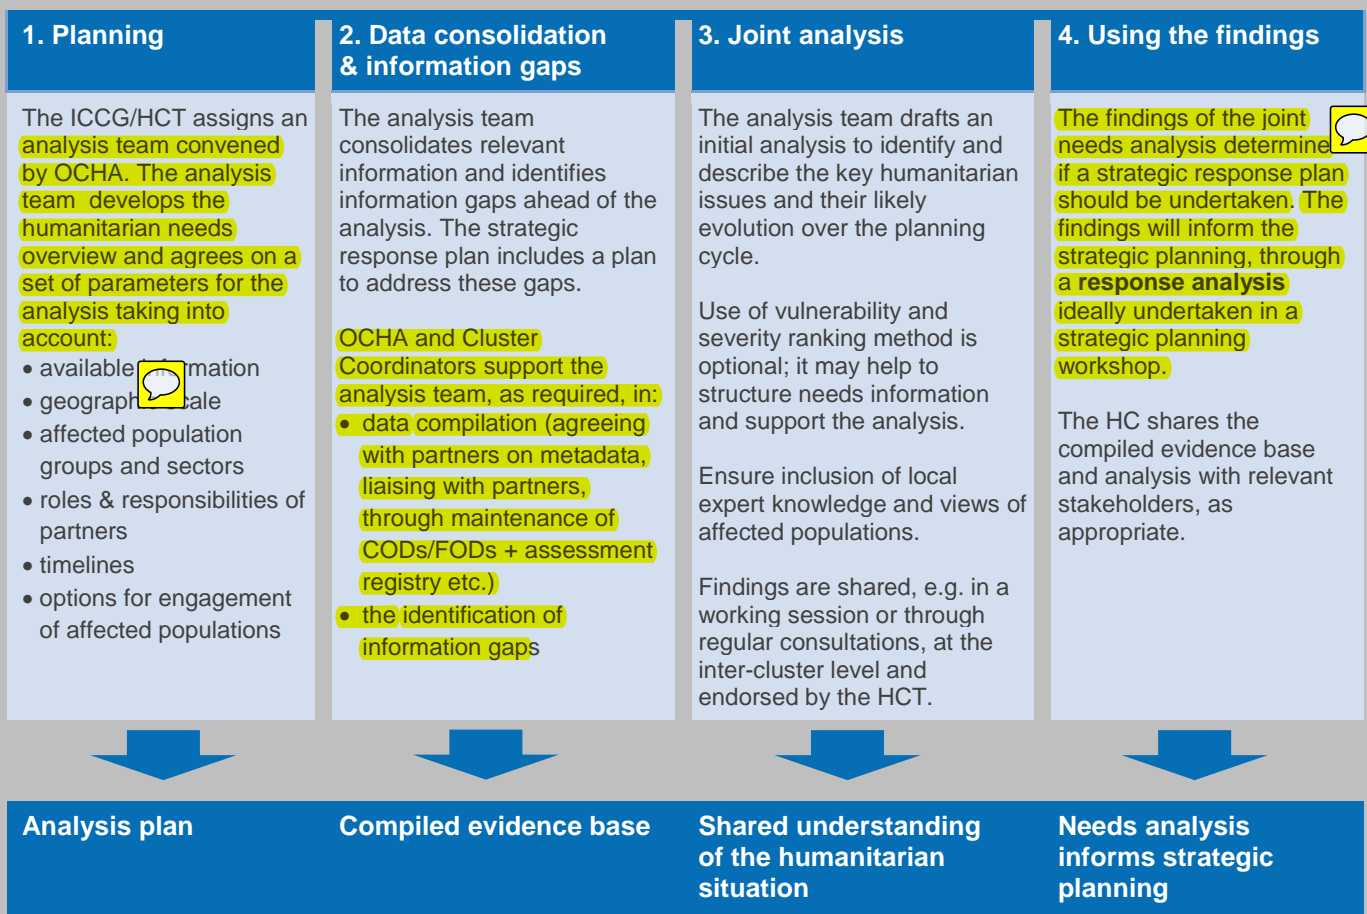 1. Planning
The ICCG/HCT assigns an
analysis team convened
by OCHA. The analysis
team develops the
humanitarian needs
overview and agrees on a
set of parameters for the
analysis taking into
account:
• available
• geographic scale
• affected population
groups and sectors
• roles & responsibilities of
partners
• timelines
• options for engagement
of affected populations
Analysis plan
2. Data consolidation
& information gaps
The analysis team
consolidates relevant
information and identifies
information gaps ahead of the
analysis. The strategic
response plan includes a plan
to address these gaps.
OCHA and Cluster
Coordinators support the
analysis team, as required, in:
• data compilation (agreeing
with partners on metadata,
liaising with partners,
through maintenance of
CODs/FODs + assessment
registry etc.)
• the identification of
information gaps
Compiled evidence base
3. Joint analysis
The analysis team drafts an
initial analysis to identify and
describe the key humanitarian
issues and their likely
evolution over the planning
cycle.
Use of vulnerability and
severity ranking method is
optional; it may help to
structure needs information
and support the analysis.
Ensure inclusion of local
expert knowledge and views of
affected populations.
Findings are shared, e.g. in a
working session or through
regular consultations, at the
inter-cluster level and
endorsed by the HCT.
Shared understanding
of the humanitarian
situation
4. Using the findings
The findings of the joint
needs analysis determine
if a strategic response plan
should be undertaken. The
findings will inform the
strategic planning, through
a response analysis
ideally undertaken in a
strategic planning
workshop.
The HC shares the
compiled evidence base
and analysis with relevant
stakeholders, as
appropriate.
Needs analysis
informs strategic
planning